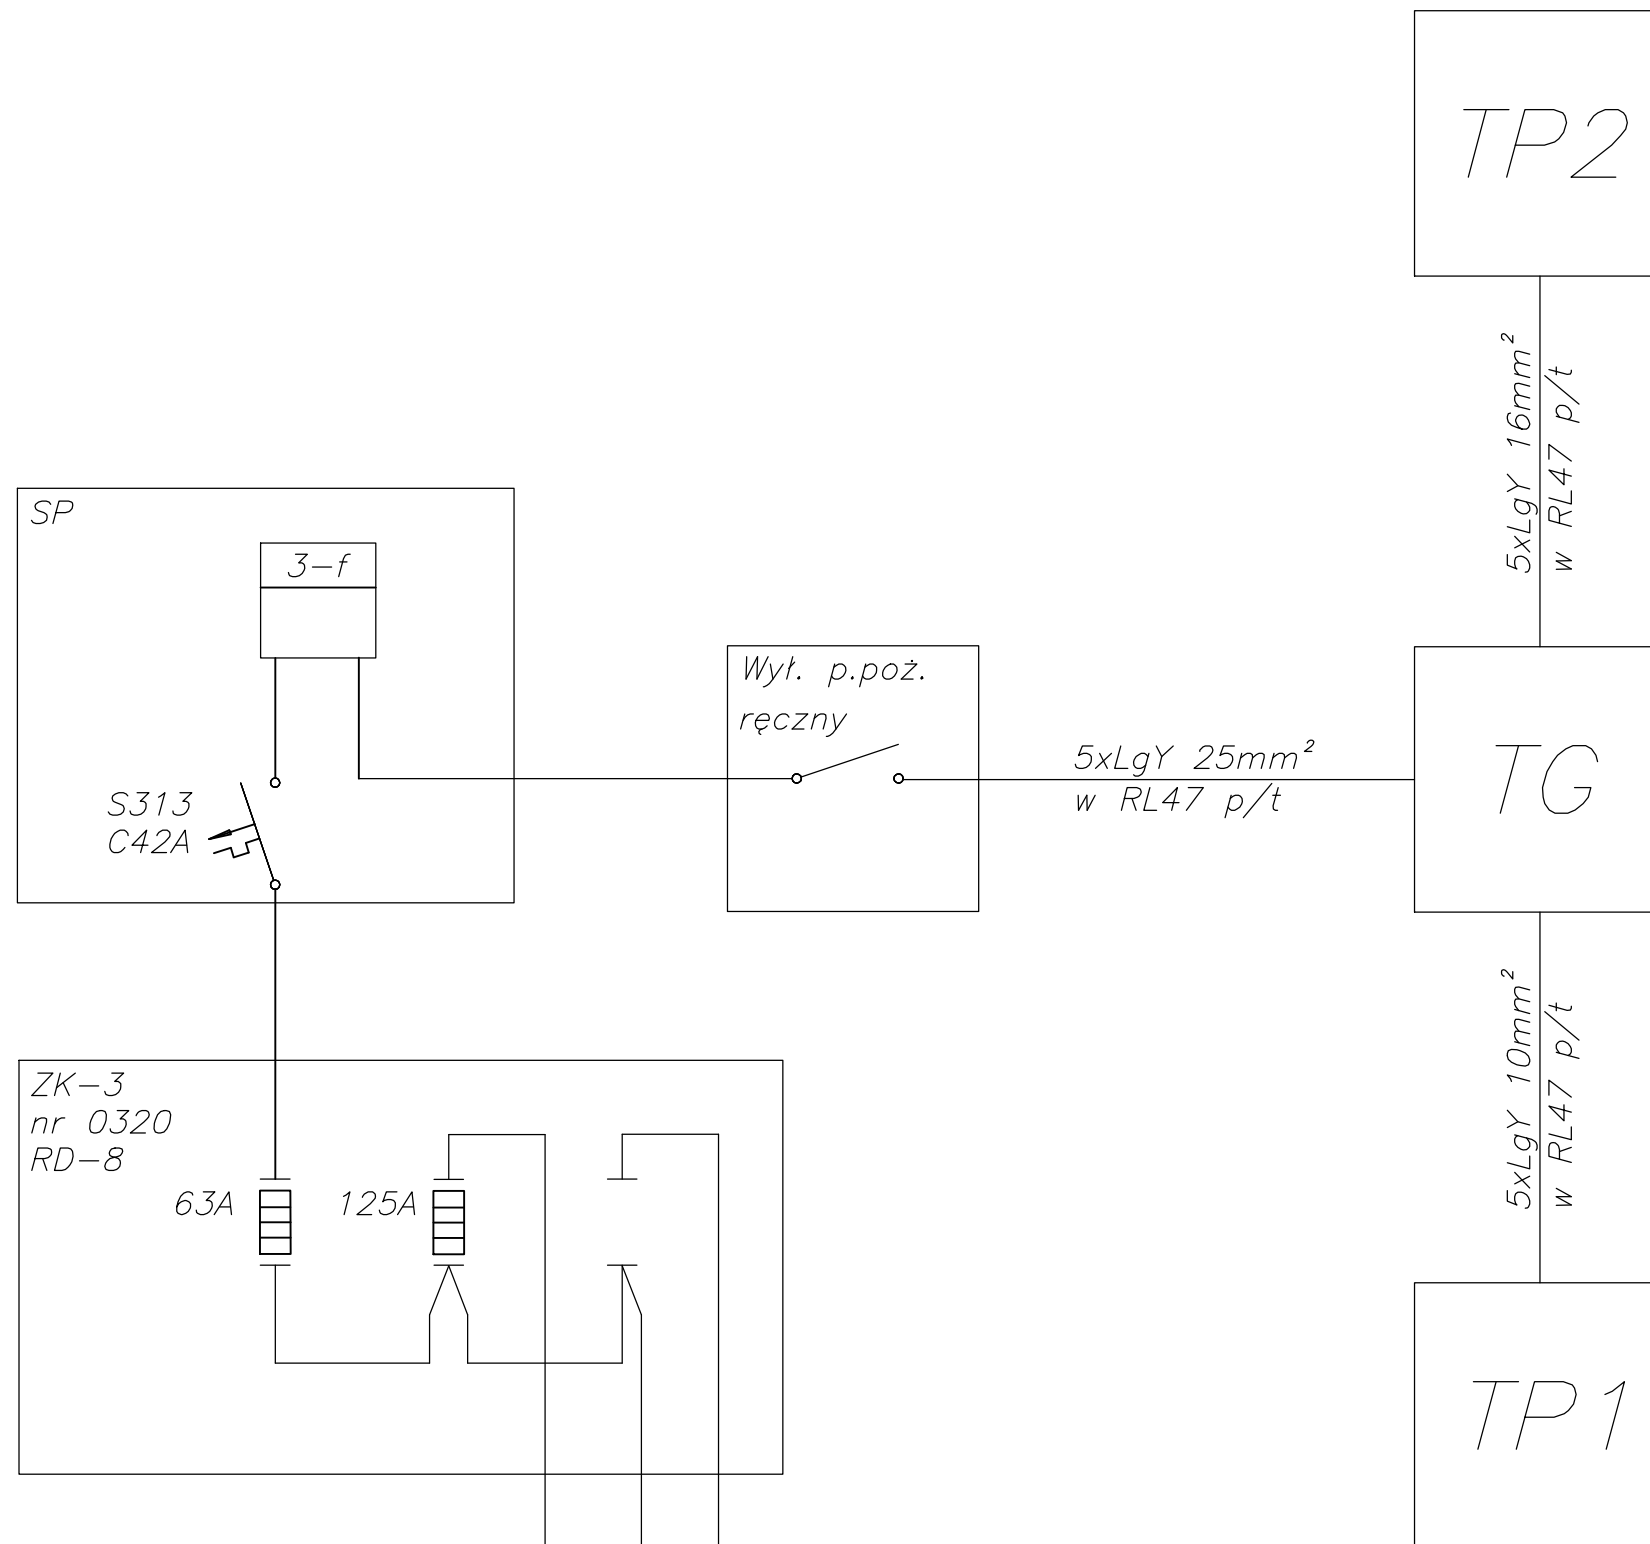 TP2
5xLgY 16mm²
w RL47 p/t
SP
3-f
S313
C42A
Wył. p.poż.
ręczny
5xLgY 25mm²
w RL47 p/t
TG
5xLgY 10mm²
w RL47 p/t
ZK-3
nr 0320
RD-8
63A
125A
TP1